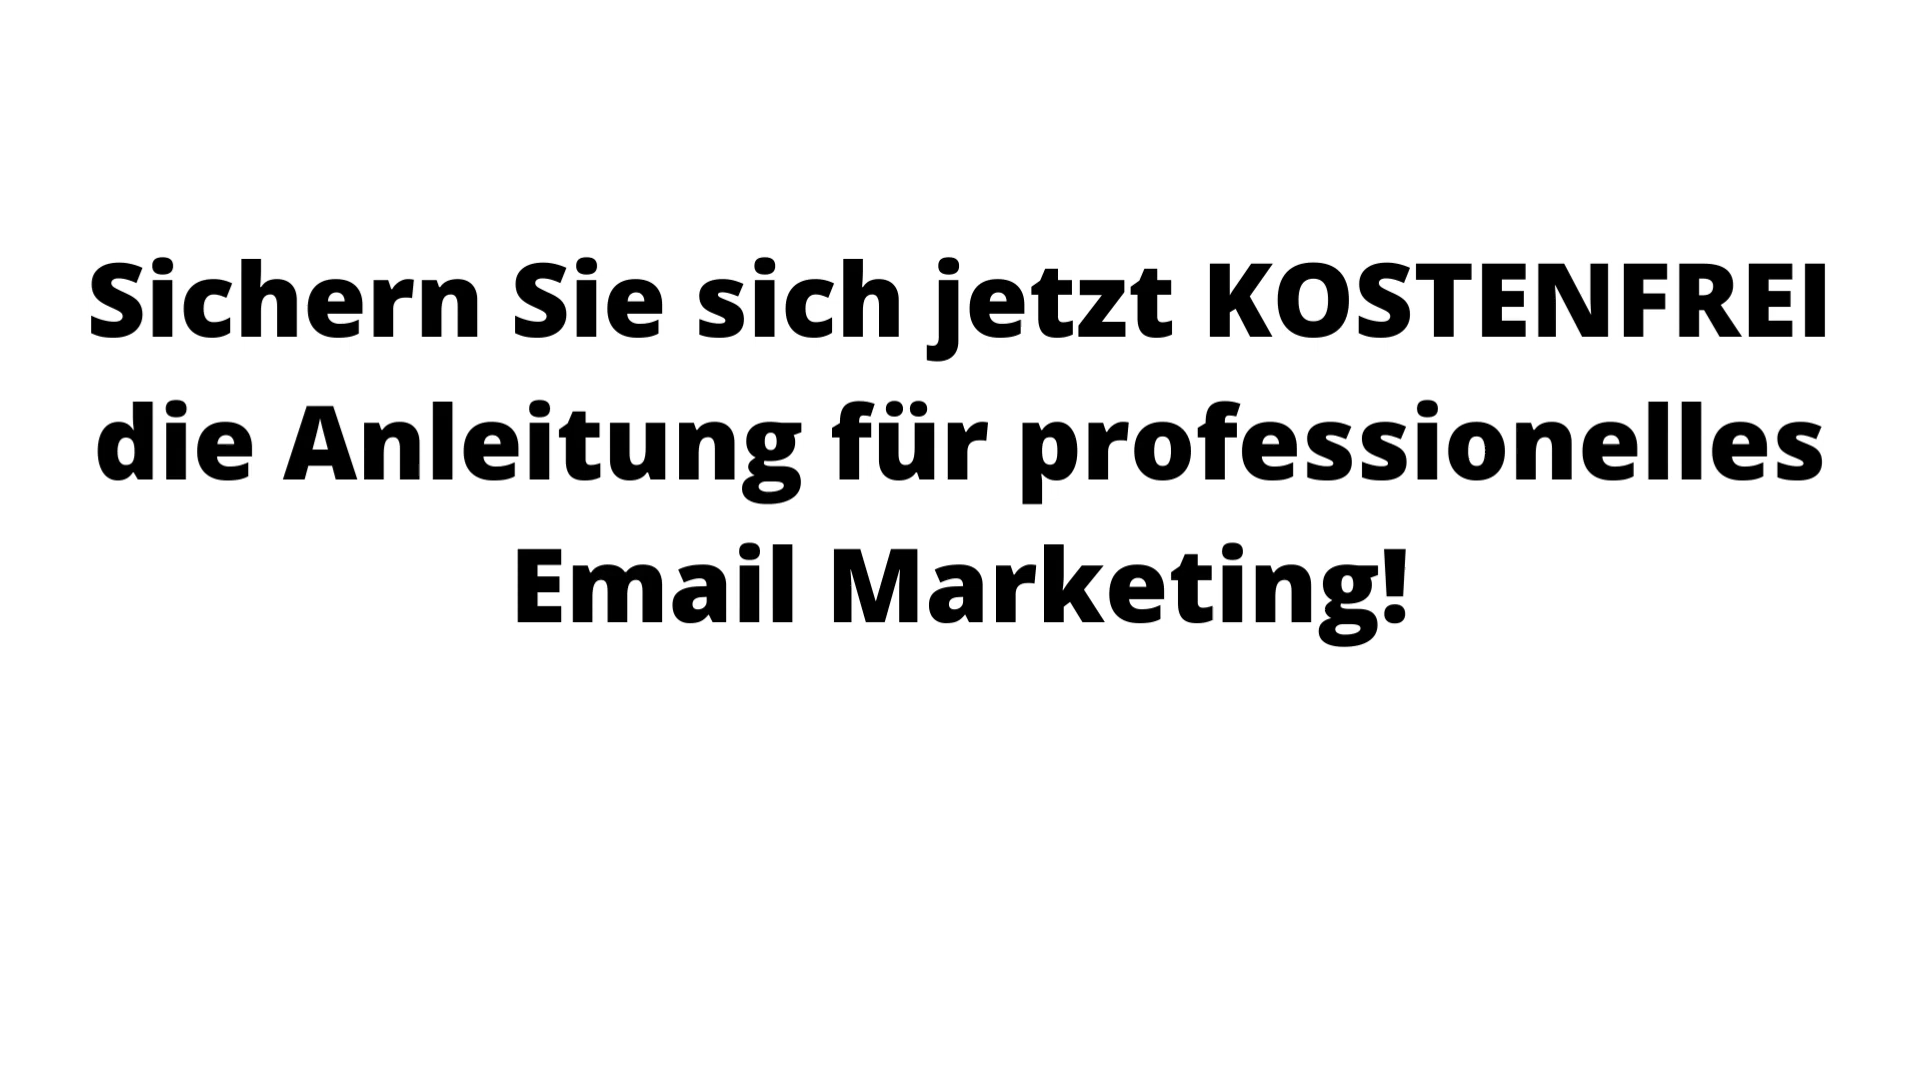 Sichern Sie sich jetzt KOSTENFREI
die Anleitung für professionelles
Email Marketing!